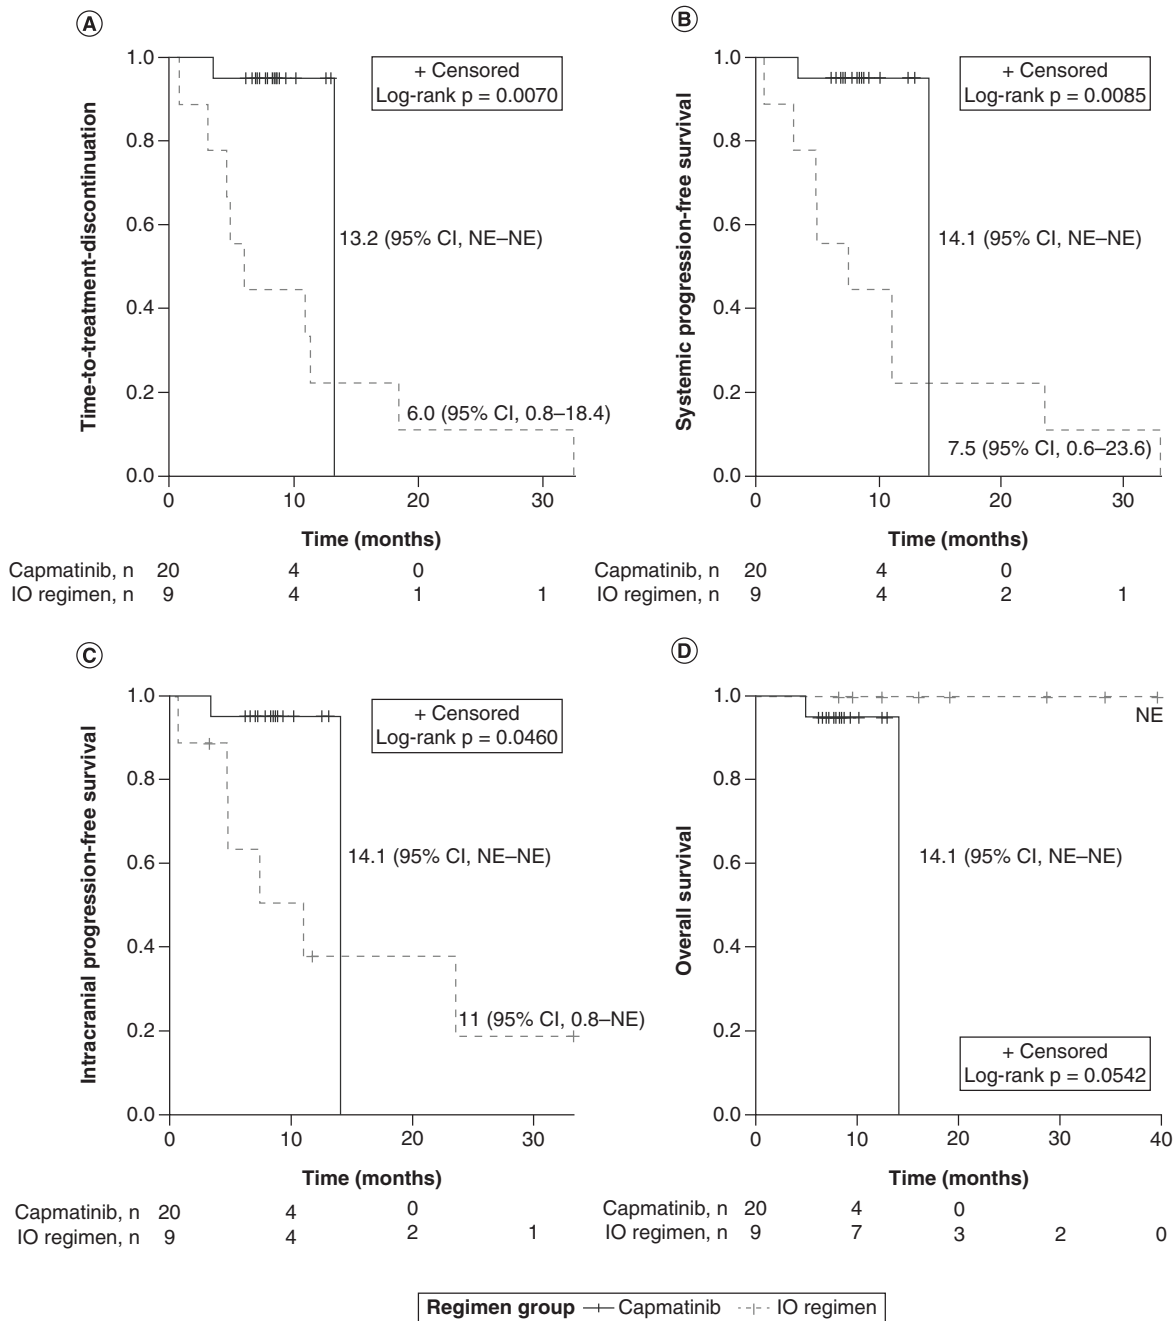 A
1.0
0.8
0.6
0.4
0.2
0.0
Time-to-treatment-discontinuation
+ Censored
Log-rank p = 0.0070
13.2 (95% CI, NE–NE)
6.0 (95% CI, 0.8–18.4)
0 10 20 30
Time (months)
Capmatinib, n 20 4 0
IO regimen, n 9 4 1 1
B
1.0
0.8
0.6
0.4
0.2
0.0
Systemic progression-free survival
+ Censored
Log-rank p = 0.0085
14.1 (95% CI, NE–NE)
7.5 (95% CI, 0.6–23.6)
0 10 20 30
Time (months)
Capmatinib, n 20 4 0
IO regimen, n 9 4 2 1
C
1.0
0.8
0.6
0.4
0.2
0.0
Intracranial progression-free survival
+ Censored
Log-rank p = 0.0460
14.1 (95% CI, NE–NE)
11 (95% CI, 0.8–NE)
0 10 20 30
Time (months)
Capmatinib, n 20 4 0
IO regimen, n 9 4 2 1
D
1.0
0.8
0.6
0.4
0.2
0.0
Overall survival
NE
14.1 (95% CI, NE–NE)
+ Censored
Log-rank p = 0.0542
0 10 20 30 40
Time (months)
Capmatinib, n 20 4 0
IO regimen, n 9 7 3 2 0
Regimen group Capmatinib IO regimen